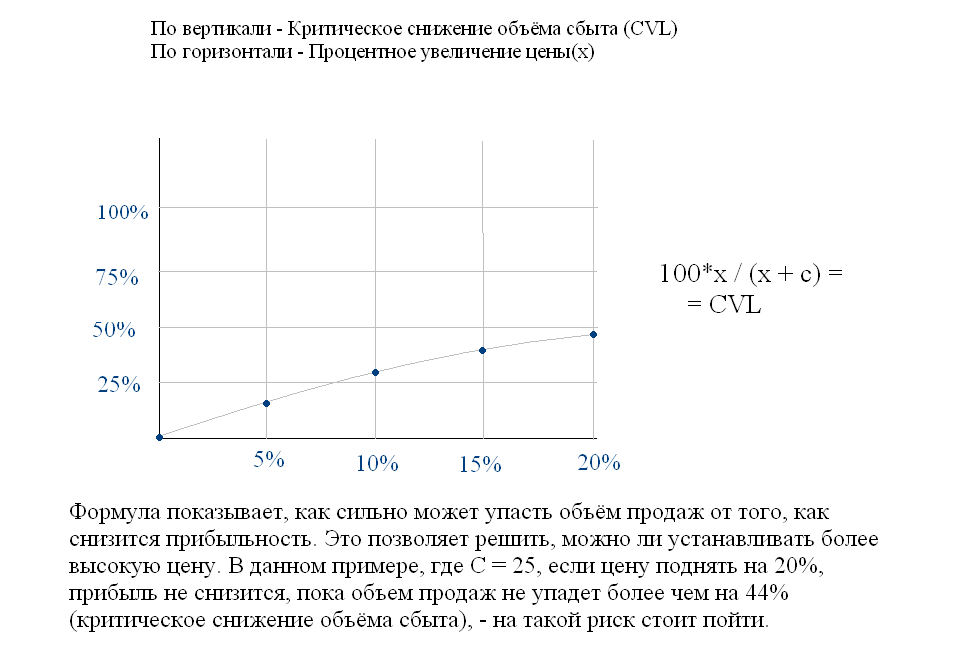 По вертикали - Критическое снижение объёма сбыта (CVL)
По горизонтали - Процентное увеличение цены(x)
100%
75%
50%
25%
5%
10%
15%
20%
100*x / (x + c) =
= CVL
Формула показывает, как сильно может упасть объём продаж от того, как
снизится прибыльность. Это позволяет решить, можно ли устанавливать более
высокую цену. В данном примере, где С = 25, если цену поднять на 20%,
прибыль не снизится, пока объем продаж не упадет более чем на 44%
(критическое снижение объёма сбыта), - на такой риск стоит пойти.